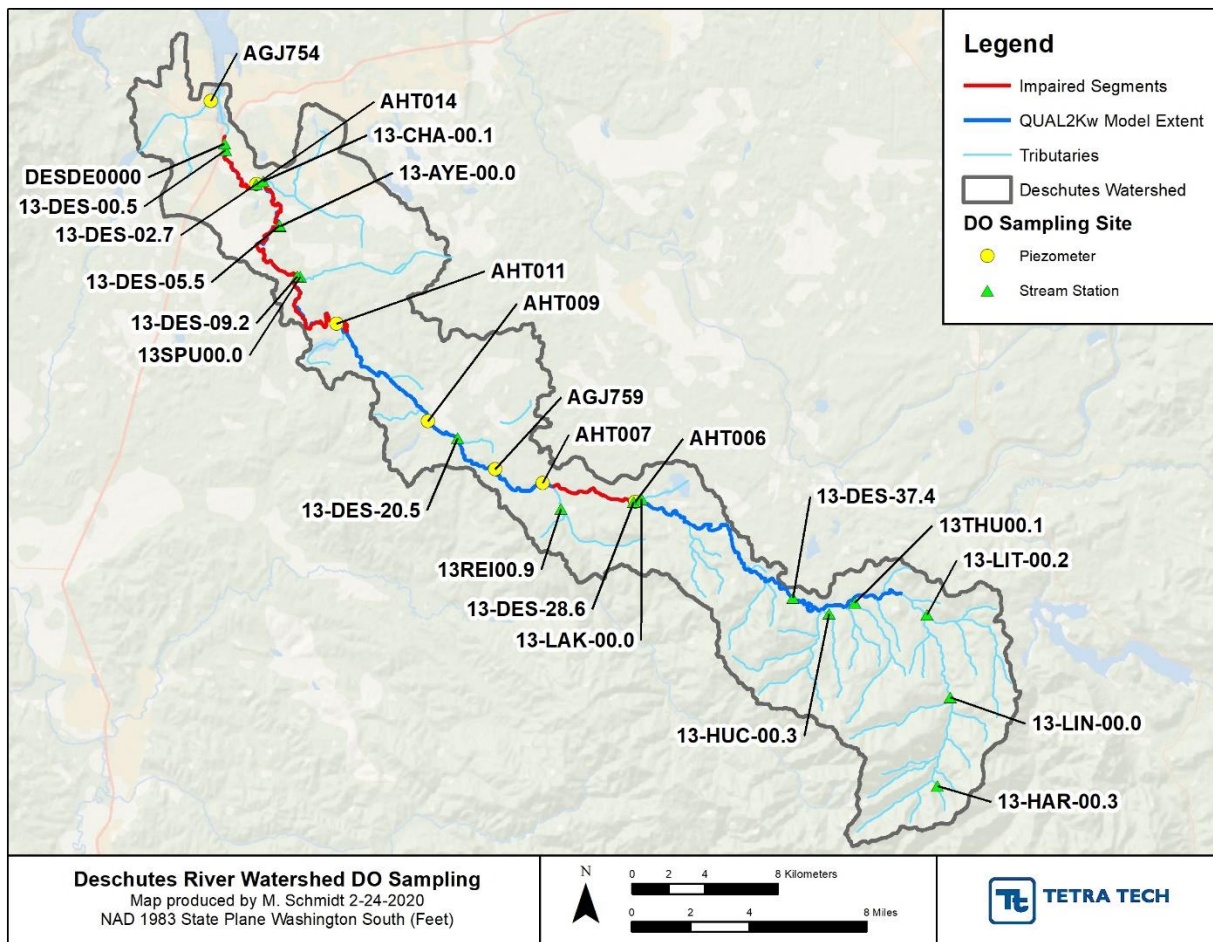 AGJ754
AHT014
13-CHA-00.1
13-AYE-00.0
DESDE0000
13-DES-00.5
13-DES-02.7
13-DES-05.5
AHT011
AHT009
13-DES-09.2
13SPU00.0
AGJ759
AHT007
AHT006
13-DES-20.5
13-DES-37.4
13THU00.1
13-LIT-00.2
13REI00.9
13-DES-28.6
13-LAK-00.0
13-HUC-00.3
13-LIN-00.0
13-HAR-00.3
Legend
Impaired Segments
QUAL2Kw Model Extent
Tributaries
Deschutes Watershed
DO Sampling Site
Piezometer
Stream Station
Deschutes River Watershed DO Sampling
Map produced by M. Schmidt 2-24-2020
NAD 1983 State Plane Washington South (Feet)
N
0 2 4 8 Kilometers
0 2 4 8 Miles
Tt TETRA TECH